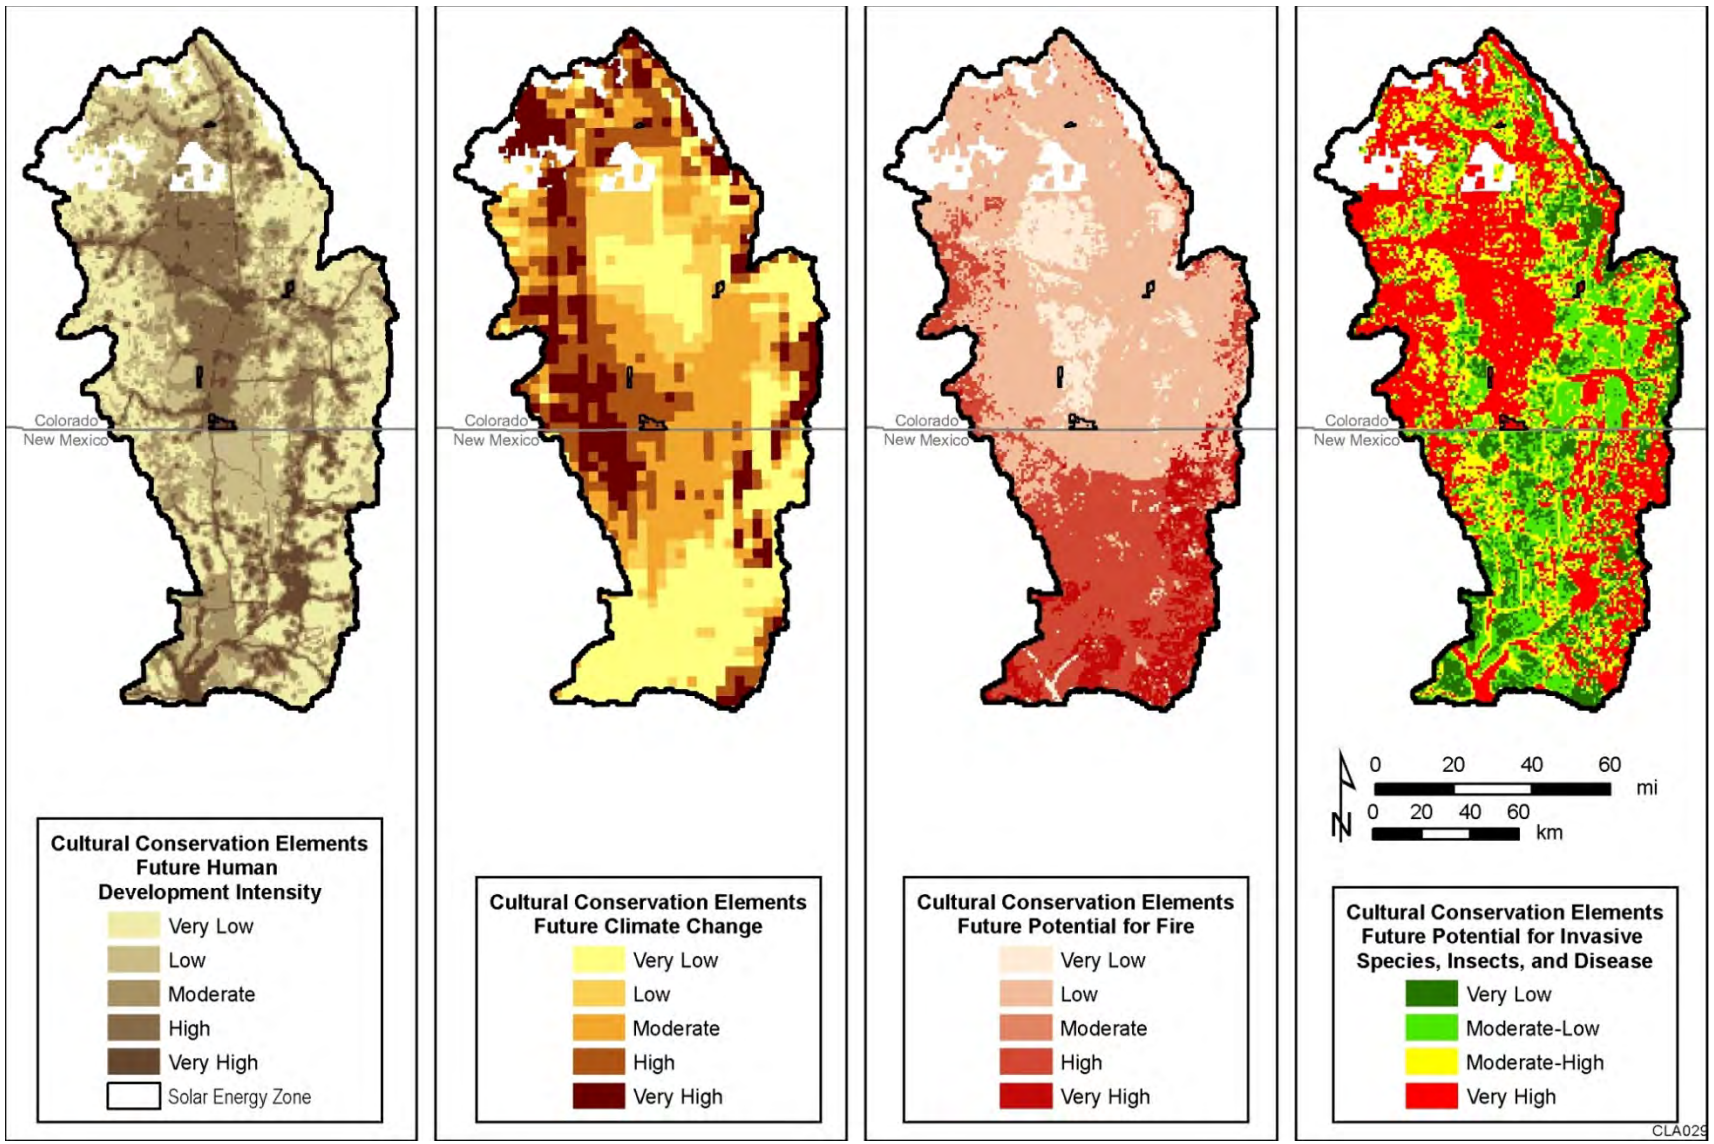 Colorado
New Mexico
Cultural Conservation Elements
Future Human
Development Intensity
Very Low
Low
Moderate
High
Very High
Solar Energy Zone
Colorado
New Mexico
Cultural Conservation Elements
Future Climate Change
Very Low
Low
Moderate
High
Very High
Colorado
New Mexico
Cultural Conservation Elements
Future Potential for Fire
Very Low
Low
Moderate
High
Very High
Colorado
New Mexico
0 20 40 60
mi
0 20 40 60
km
N
Cultural Conservation Elements
Future Potential for Invasive
Species, Insects, and Disease
Very Low
Moderate-Low
Moderate-High
Very High
CLA029